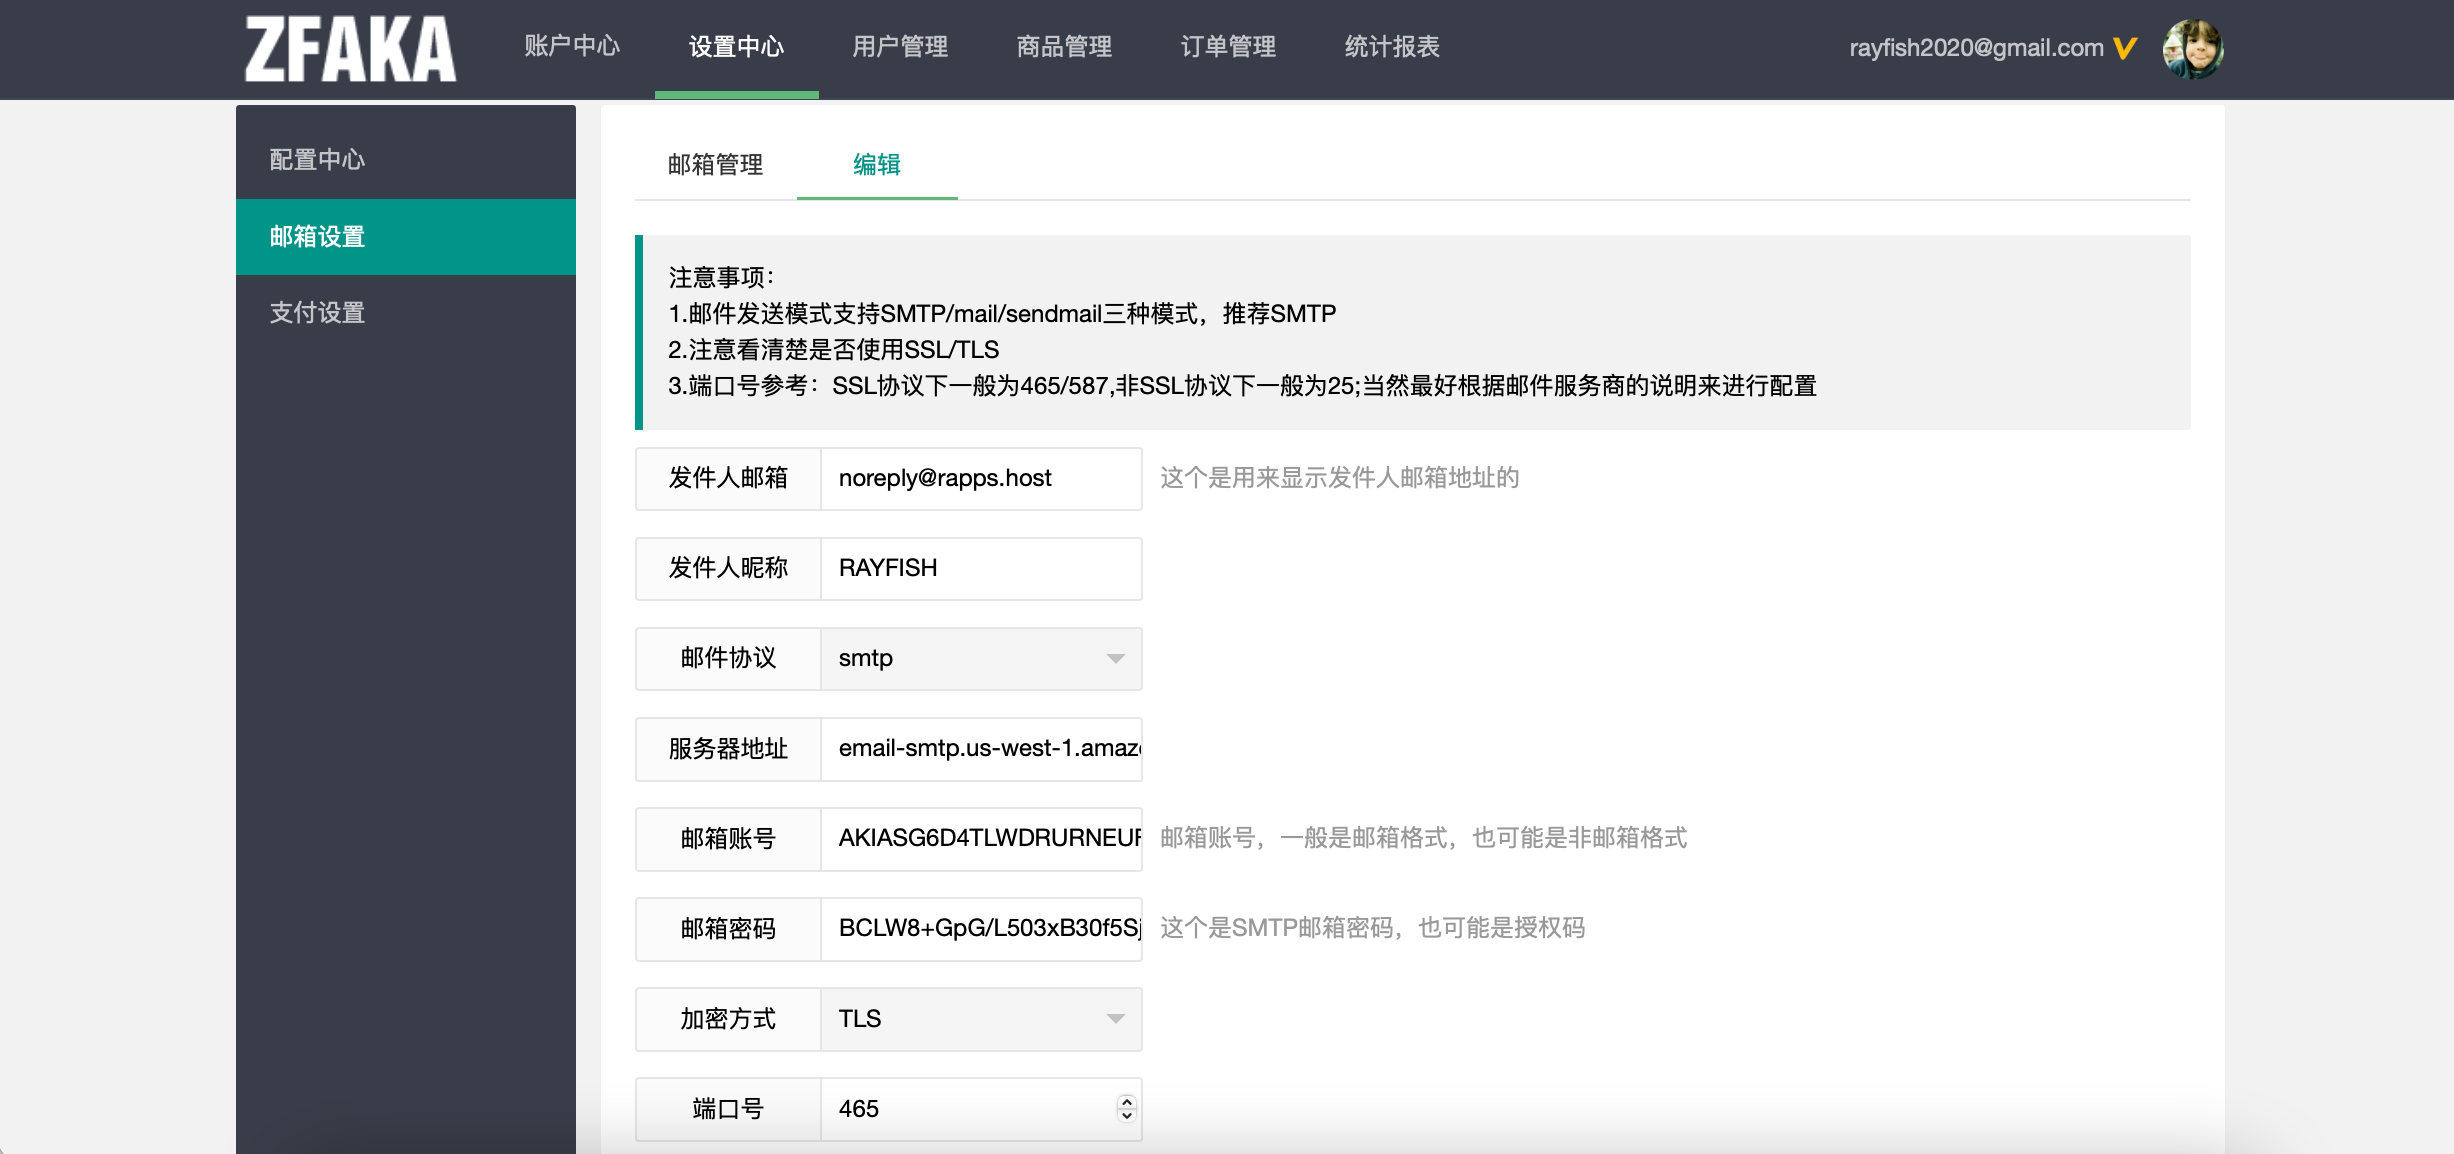 ZFAKA
账户中心
设置中心
用户管理
商品管理
订单管理
统计报表
rayfish2020@gmail.com
配置中心
邮箱设置
支付设置
邮箱管理
编辑
注意事项：
1.邮件发送模式支持SMTP/mail/sendmail三种模式，推荐SMTP
2.注意看清楚是否使用SSL/TLS
3.端口号参考：SSL协议下一般为465/587,非SSL协议下一般为25;当然最好根据邮件服务商的说明来进行配置
发件人邮箱 noreply@rapps.host 这个是用来显示发件人邮箱地址的
发件人昵称 RAYFISH
邮件协议 smtp
服务器地址 email-smtp.us-west-1.amaz
邮箱账号 AKIASG6D4TLWDRURNEU 邮箱账号，一般是邮箱格式，也可能是非邮箱格式
邮箱密码 BCLW8+GpG/L503xB30f5Sj 这个是SMTP邮箱密码，也可能是授权码
加密方式 TLS
端口号 465